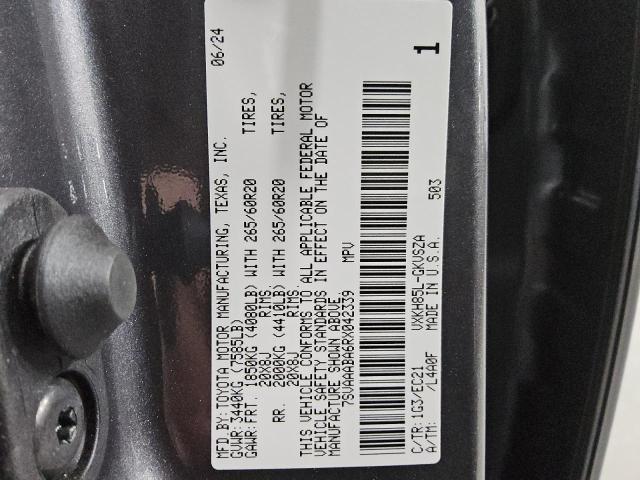 MFD.BY:TOYOTA MOTOR MANUFACTURING, TEXAS, INC. 06/24
GVWR:3440KG (7585LB)
GAWR:FRT. 1850KG (4080LB) WITH 265/60R20 TIRES,
20X8J RIMS,
RR. 2000KG (4410LB) WITH 265/60R20 TIRES,
20X8J RIMS,
THIS VEHICLE CONFORMS TO ALL APPLICABLE FEDERAL MOTOR
VEHICLE SAFETY STANDARDS IN EFFECT ON THE DATE OF
MANUFACTURE SHOWN ABOVE.
7SVAAABA6RX042339 MPV
1
C/TR:1G3/EC21 VXKH85L-GKVSZA
A/TM: /L4A0F MADE IN U.S.A. 503